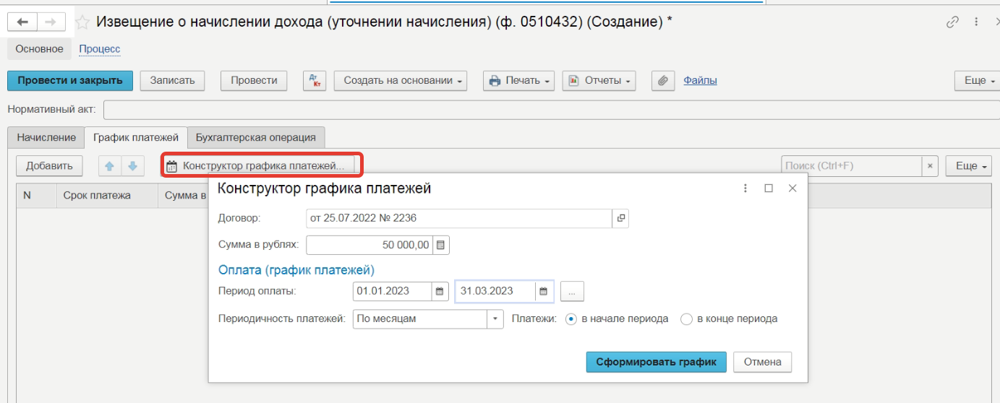 Извещение о начислении дохода (уточнении начисления) (ф. 0510432) (Создание) *
Основное Процесс
Провести и закрыть Записать Провести Дт Кт Создать на основании Печать Отчеты Файлы Еще
Нормативный акт:
Начисление График платежей Бухгалтерская операция
Добавить Конструктор графика платежей... Поиск (Ctrl+F) × Еще
N Срок платежа Сумма в
Конструктор графика платежей
Договор: от 25.07.2022 № 2236
Сумма в рублях: 50 000,00
Оплата (график платежей)
Период оплаты: 01.01.2023 31.03.2023 ...
Периодичность платежей: По месяцам Платежи: в начале периода в конце периода
Сформировать график Отмена